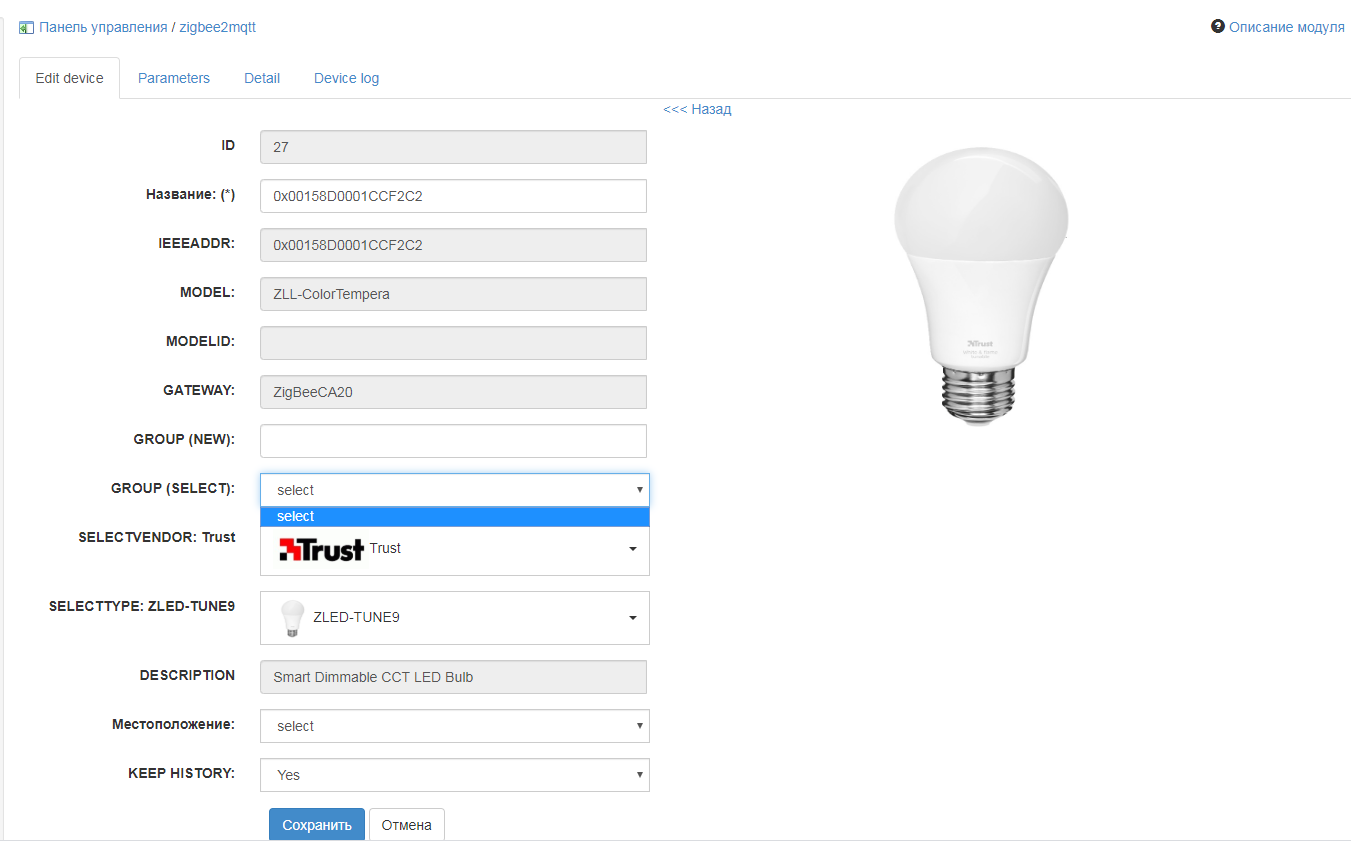 Панель управления / zigbee2mqtt
Описание модуля
Edit device Parameters Detail Device log
<<< Назад
ID 27
Название: (*) 0x00158D0001CCF2C2
IEEEADDR: 0x00158D0001CCF2C2
MODEL: ZLL-ColorTempera
MODELID:
GATEWAY: ZigBeeCA20
GROUP (NEW):
GROUP (SELECT): select
select
SELECTVENDOR: Trust Trust Trust
SELECTTYPE: ZLED-TUNE9 ZLED-TUNE9
DESCRIPTION Smart Dimmable CCT LED Bulb
Местоположение: select
KEEP HISTORY: Yes
Сохранить Отмена
Trust